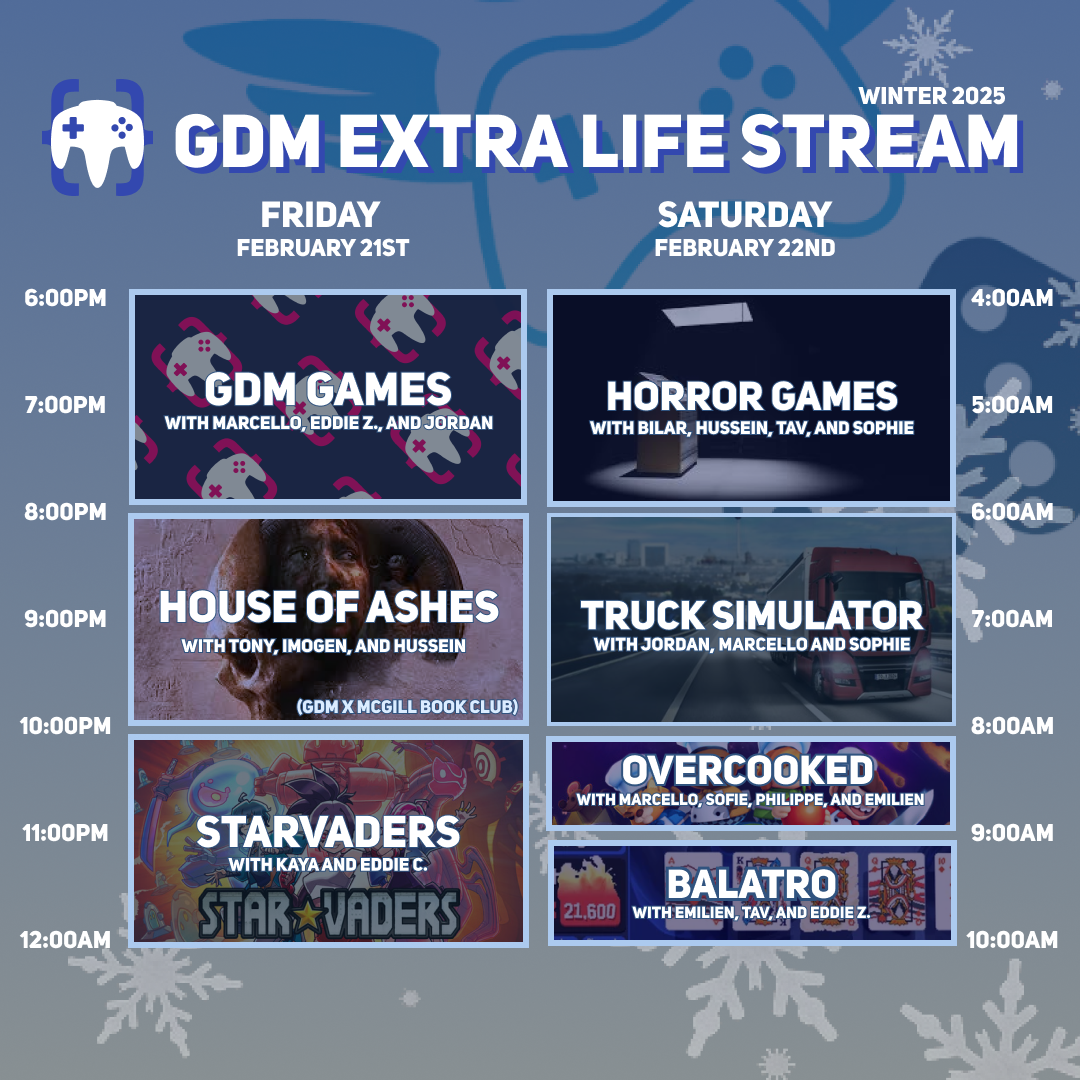 WINTER 2025
GDM EXTRA LIFE STREAM
FRIDAY
FEBRUARY 21ST
6:00PM
7:00PM
8:00PM
9:00PM
10:00PM
11:00PM
12:00AM
GDM GAMES
WITH MARCELLO, EDDIE Z., AND JORDAN
HOUSE OF ASHES
WITH TONY, IMOGEN, AND HUSSEIN
(GDM X MCGILL BOOK CLUB)
STARVADERS
WITH KAYA AND EDDIE C.
STAR VADERS
SATURDAY
FEBRUARY 22ND
4:00AM
5:00AM
6:00AM
7:00AM
8:00AM
9:00AM
10:00AM
HORROR GAMES
WITH BILAR, HUSSEIN, TAV, AND SOPHIE
TRUCK SIMULATOR
WITH JORDAN, MARCELLO AND SOPHIE
OVERCOOKED
WITH MARCELLO, SOFIE, PHILIPPE, AND EMILIEN
BALATRO
WITH EMILIEN, TAV, AND EDDIE Z.
21,600
A
K
Q
Q
10